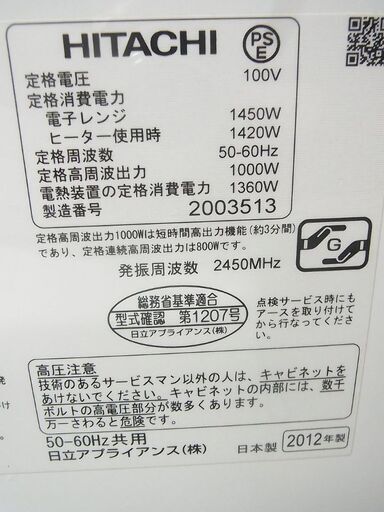 HITACHI
PS
E
定格電圧 100V
定格消費電力
電子レンジ 1450W
ヒーター使用時 1420W
定格周波数 50-60Hz
定格高周波出力 1000W
電熱装置の定格消費電力 1360W
製造番号 2003513
定格高周波出力1000Wは短時間高出力機能(約3分間)
であり、定格連続高周波出力は800Wです。
発振周波数 2450MHz
G
総務省基準適合
型式確認 第1207号
日立アプライアンス(株)
点検サービス時にも
アースを取り付けて
から行なってください。
高圧注意
技術のあるサービスマン以外の人は、キャビネットを
あけないでください。キャビネットの内部には、数千
ボルトの高電圧部分が数多くあります。
万一さわると危険です。
50-60Hz共用
日立アプライアンス(株)
日本製
2012年製